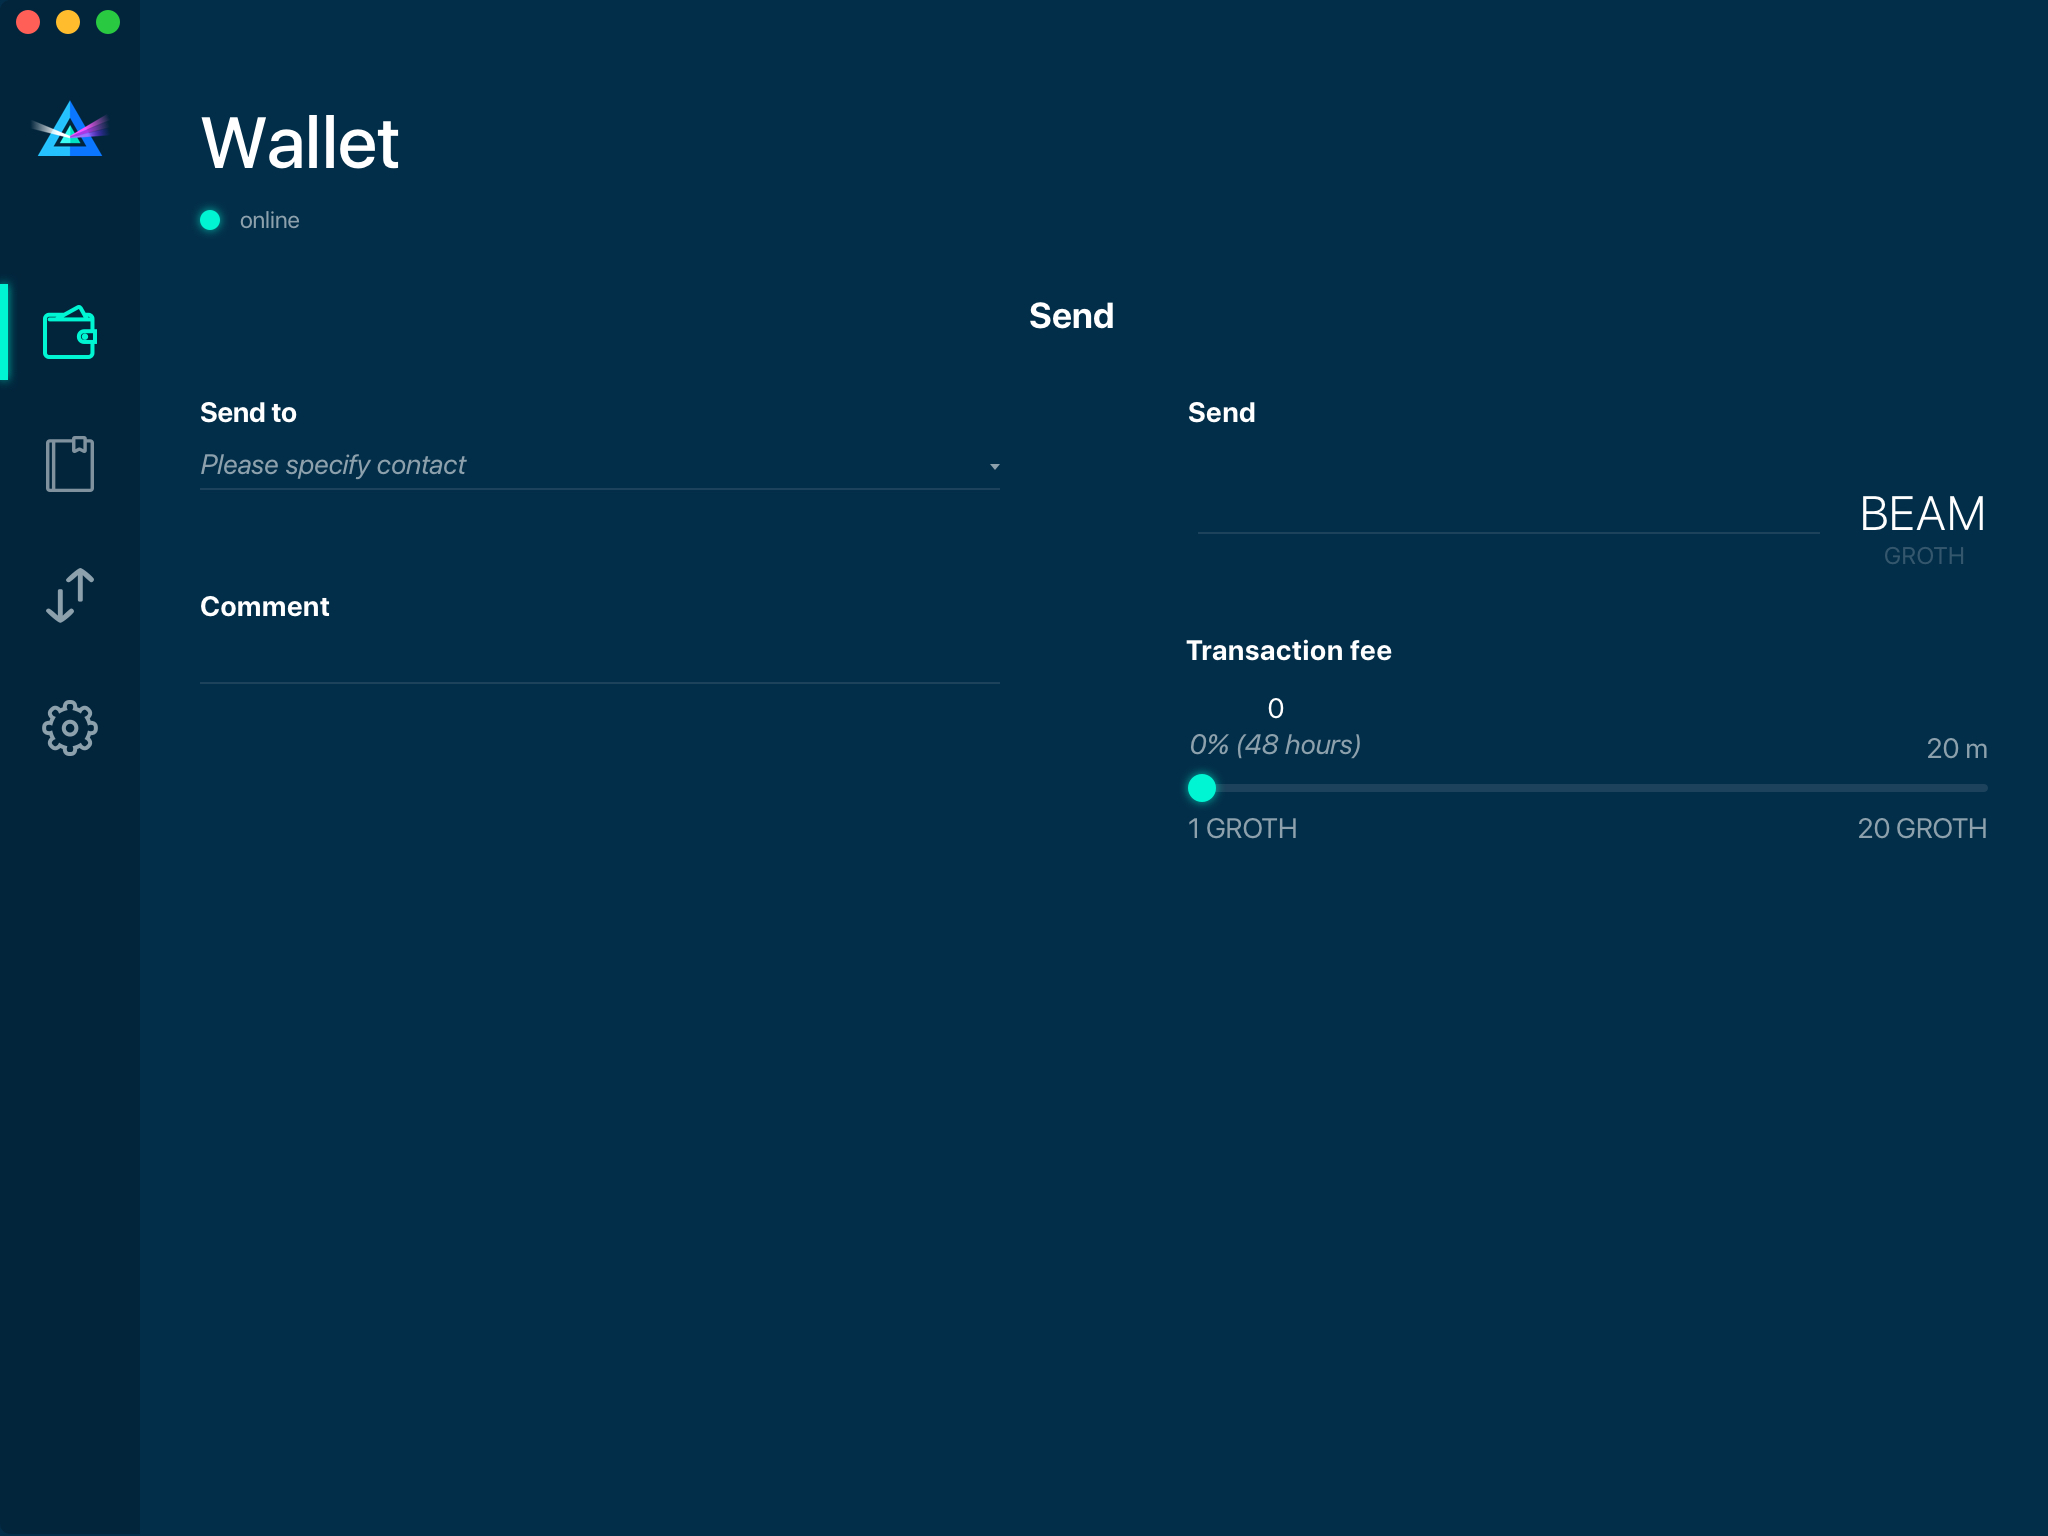 Wallet
online
Send
Send to
Please specify contact
Comment
Send
BEAM
GROTH
Transaction fee
0
0% (48 hours)
20 m
1 GROTH
20 GROTH